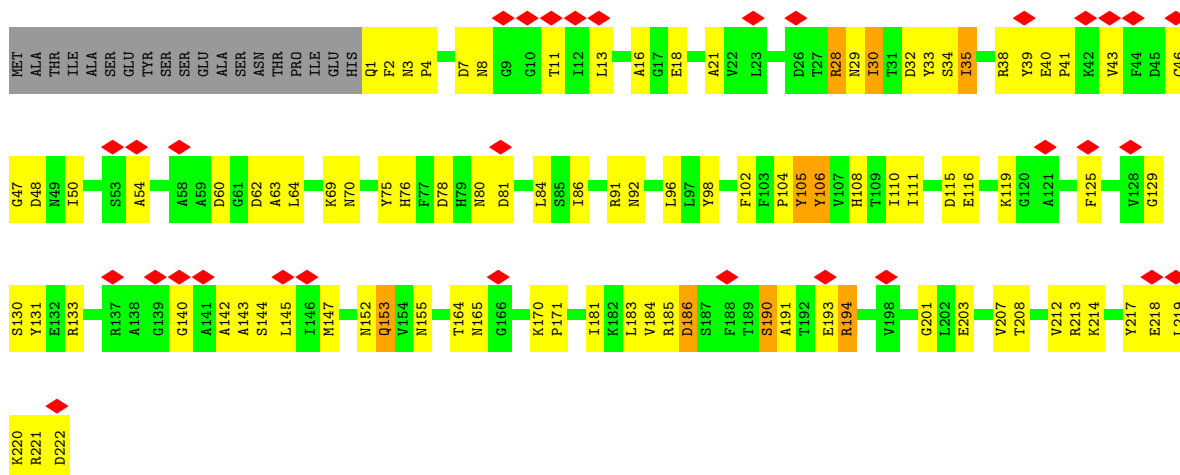 MET ALA THR ILE ALA SER GLU TYR SER SER GLU ALA SER ASN THR PRO ILE GLU HIS Q1 F2 N3 P4 D7 N8 G9 G10 T11 I12 L13 A16 G17 E18 A21 V22 L23 D26 T27 R28 N29 I30 T31 D32 Y33 S34 I35 R38 Y39 E40 P41 K42 V43 F44 D45 C46
G47 D48 N49 I50 S53 A54 A58 A59 D60 G61 D62 A63 L64 K69 N70 Y75 H76 F77 D78 H79 N80 D81 L84 S85 I86 R91 N92 L96 L97 Y98 F102 F103 P104 Y105 Y106 V107 H108 T109 I110 I111 D115 E116 K119 G120 A121 F125 V128 G129
S130 Y131 E132 R133 R137 A138 G139 G140 A141 A142 A143 S144 L145 I146 M147 N152 Q153 V154 N155 T164 N165 G166 K170 P171 I181 K182 L183 V184 R185 D186 S187 F188 T189 S190 A191 T192 E193 R194 V198 G201 L202 E203 V207 T208 V212 R213 K214 Y217 E218 L219
K220 R221 D222